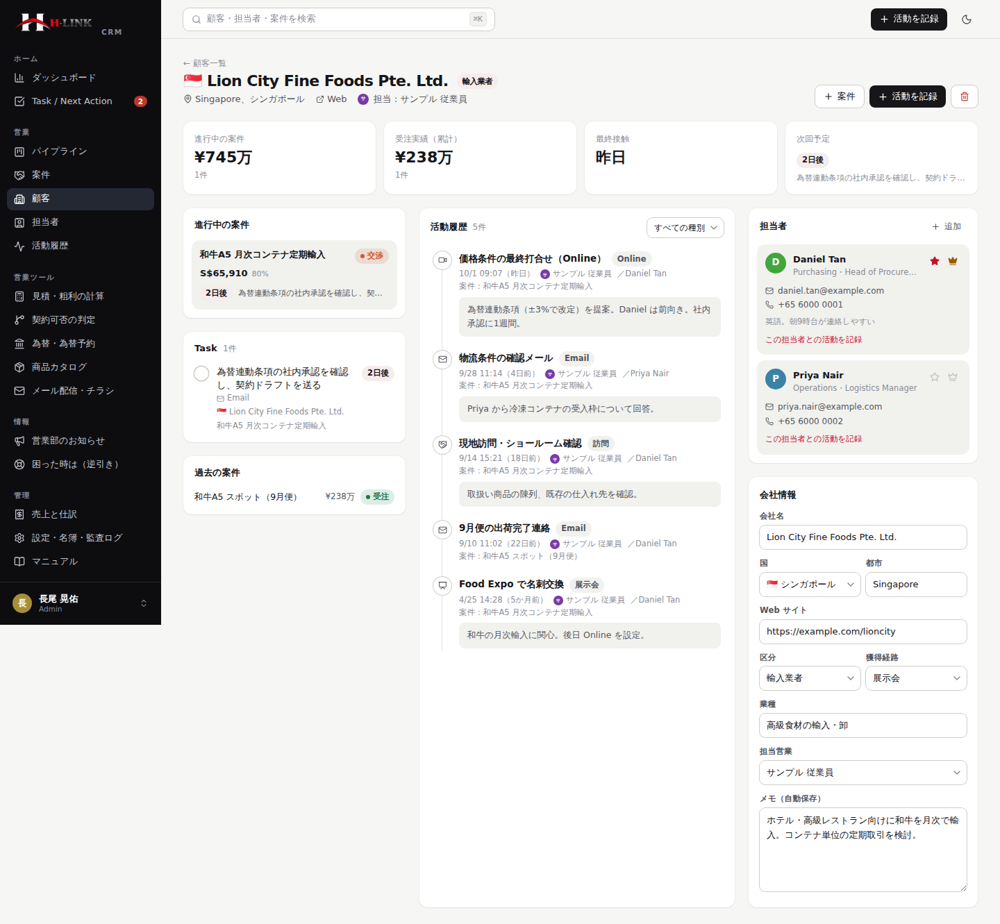 H-LINK CRM
ホーム
ダッシュボード
Task / Next Action 2
営業
パイプライン
案件
顧客
担当者
活動履歴
営業ツール
見積・粗利の計算
契約可否の判定
為替・為替予約
商品カタログ
メール配信・チラシ
情報
営業部のお知らせ
困った時は（逆引き）
管理
売上と仕訳
設定・名簿・監査ログ
マニュアル
長 長尾 晃佑
Admin
顧客・担当者・案件を検索 ⌘K
活動を記録
← 顧客一覧
🇸🇬 Lion City Fine Foods Pte. Ltd. 輸入業者
Singapore、シンガポール Web サ 担当：サンプル 従業員
案件 活動を記録
進行中の案件
¥745万
1件
受注実績（累計）
¥238万
1件
最終接触
昨日
次回予定
2日後
為替連動条項の社内承認を確認し、契約ドラ…
進行中の案件
和牛A5 月次コンテナ定期輸入 交渉
S$65,910 80%
2日後 為替連動条項の社内承認を確認し、契…
Task 1件
為替連動条項の社内承認を確認
し、契約ドラフトを送る 2日後
Email
🇸🇬 Lion City Fine Foods Pte. Ltd.
和牛A5 月次コンテナ定期輸入
過去の案件
和牛A5 スポット（9月便） ¥238万 受注
活動履歴 5件 すべての種別
価格条件の最終打合せ（Online） Online
10/1 09:07（昨日） サ サンプル 従業員 ／Daniel Tan
案件：和牛A5 月次コンテナ定期輸入
為替連動条項（±3%で改定）を提案。Daniel は前向き。社内
承認に1週間。
物流条件の確認メール Email
9/28 11:14（4日前） サ サンプル 従業員 ／Priya Nair
案件：和牛A5 月次コンテナ定期輸入
Priya から冷凍コンテナの受入枠について回答。
現地訪問・ショールーム確認 訪問
9/14 15:21（18日前） サ サンプル 従業員 ／Daniel Tan
案件：和牛A5 月次コンテナ定期輸入
取扱い商品の陳列、既存の仕入れ先を確認。
9月便の出荷完了連絡 Email
9/10 11:02（22日前） サ サンプル 従業員 ／Daniel Tan
案件：和牛A5 スポット（9月便）
Food Expo で名刺交換 展示会
4/25 14:28（5か月前） サ サンプル 従業員 ／Daniel Tan
案件：和牛A5 月次コンテナ定期輸入
和牛の月次輸入に関心。後日 Online を設定。
担当者 追加
D Daniel Tan
Purchasing・Head of Procure…
daniel.tan@example.com
+65 6000 0001
英語。朝9時台が連絡しやすい
この担当者との活動を記録
P Priya Nair
Operations・Logistics Manager
priya.nair@example.com
+65 6000 0002
この担当者との活動を記録
会社情報
会社名
Lion City Fine Foods Pte. Ltd.
国 都市
🇸🇬 シンガポール Singapore
Web サイト
https://example.com/lioncity
区分 獲得経路
輸入業者 展示会
業種
高級食材の輸入・卸
担当営業
サンプル 従業員
メモ（自動保存）
ホテル・高級レストラン向けに和牛を月次で輸
入。コンテナ単位の定期取引を検討。